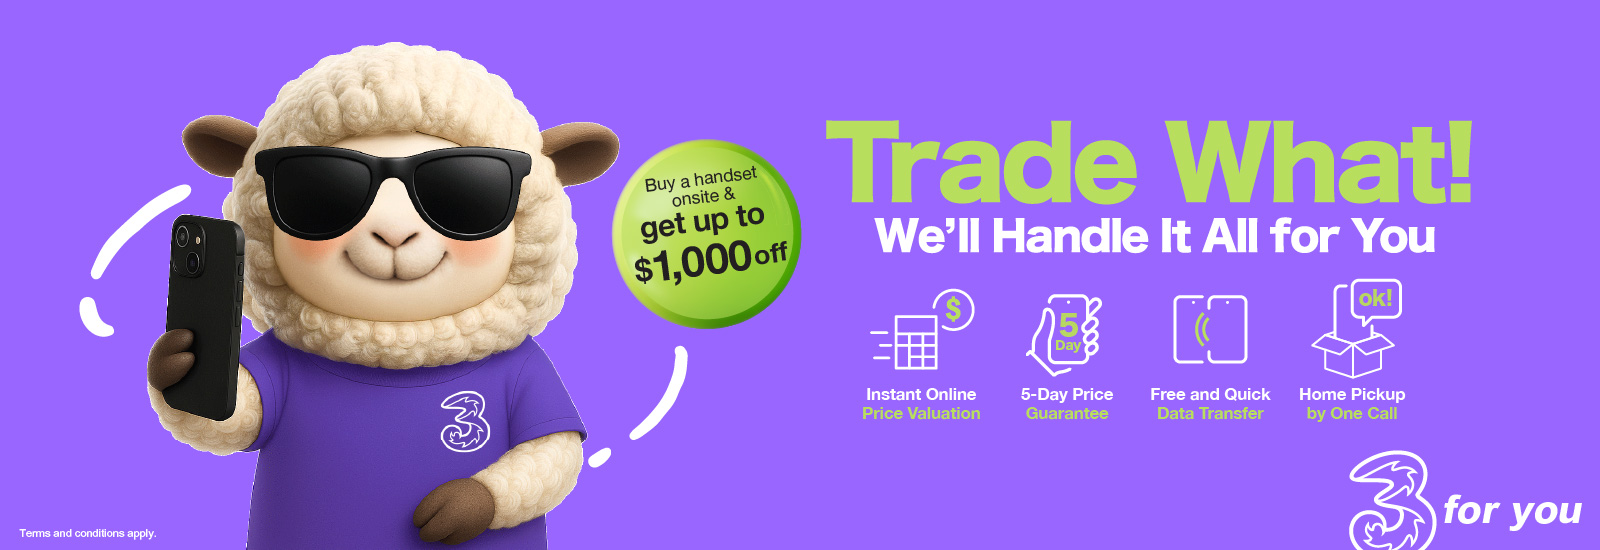 Buy a handset
onsite &
get up to
$1,000 off
Trade What!
We'll Handle It All for You
$
5
Day
ok!
Instant Online
Price Valuation
5-Day Price
Guarantee
Free and Quick
Data Transfer
Home Pickup
by One Call
3
3 for you
Terms and conditions apply.